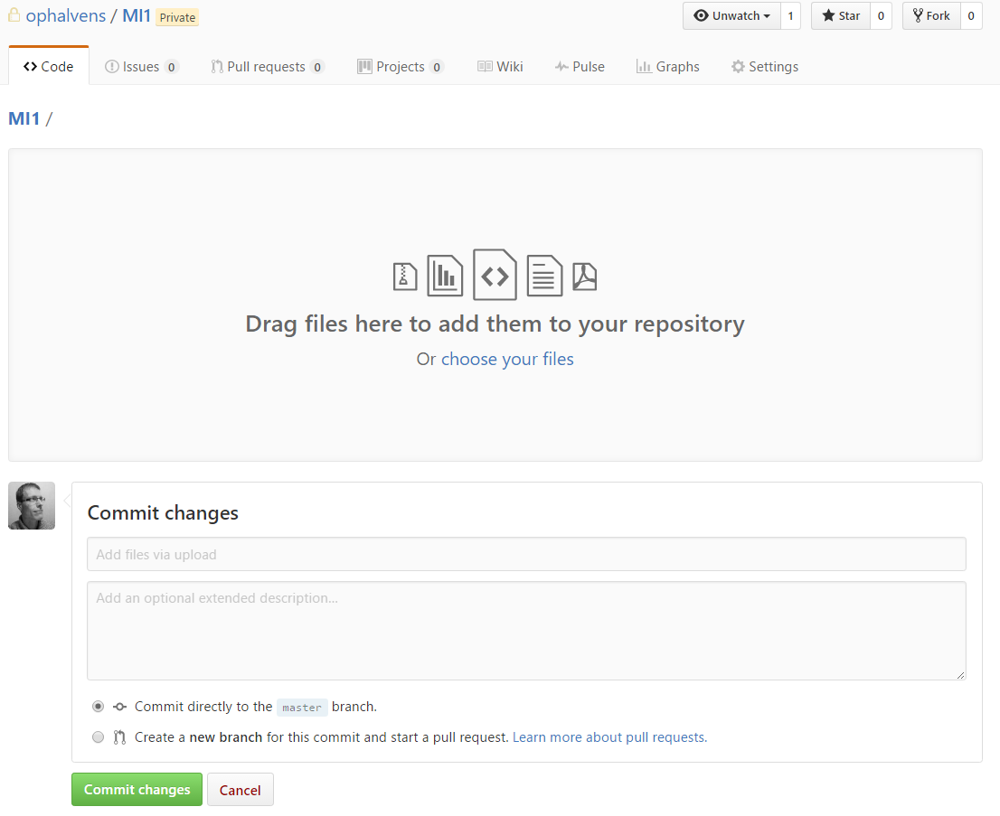 ophalvens / MI1 Private Unwatch 1 Star 0 Fork 0
Code Issues 0 Pull requests 0 Projects 0 Wiki Pulse Graphs Settings
MI1 /
Drag files here to add them to your repository
Or choose your files
Commit changes
Add files via upload
Add an optional extended description...
Commit directly to the master branch.
Create a new branch for this commit and start a pull request. Learn more about pull requests.
Commit changes Cancel